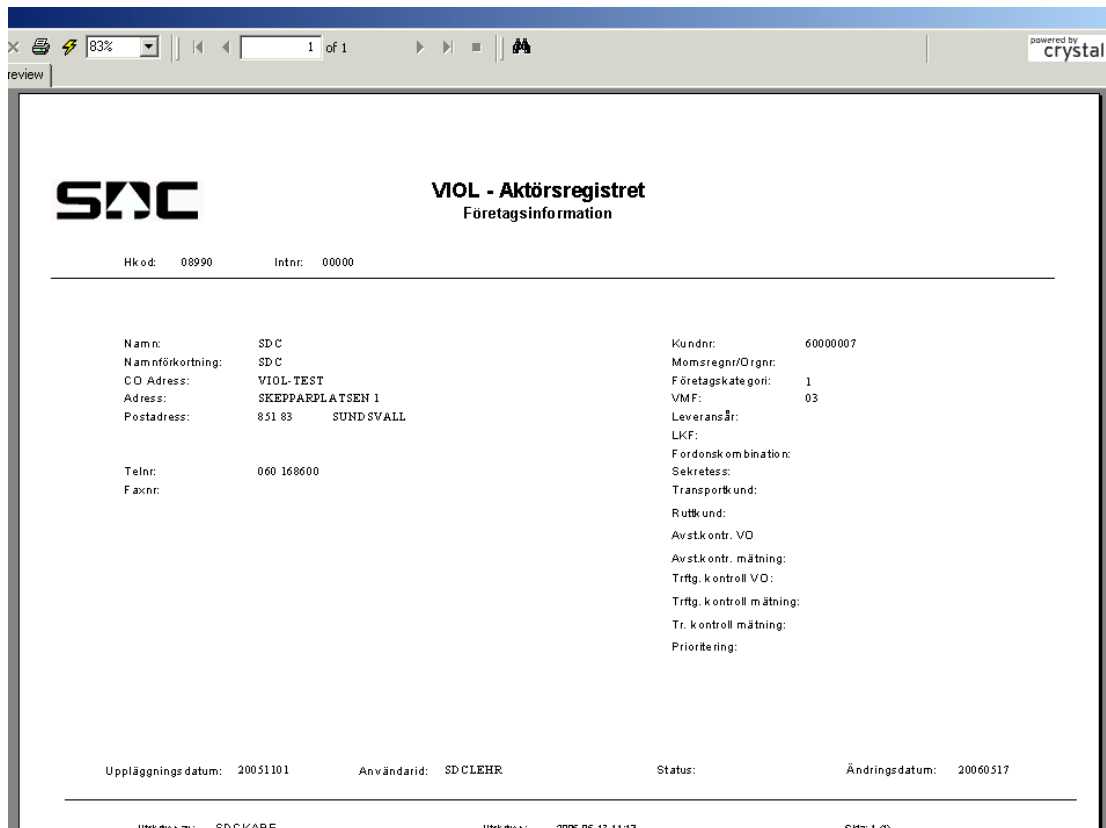 83% 1 of 1
powered by
crystal
review
SDC
VIOL - Aktörsregistret
Företagsinformation
Hkod: 08990 Intnr: 00000
Namn: SDC Kundnr: 60000007
Namnförkortning: SDC Momsregnr/Orgnr:
CO Adress: VIOL-TEST Företagskategori: 1
Adress: SKEPPARPLATSEN 1 VMF: 03
Postadress: 851 83 SUNDSVALL Leveransår:
LKF:
Fordonskombination:
Telnr: 060 168600 Sekretess:
Faxnr: Transportkund:
Ruttkund:
Avst.kontr. VO
Avst.kontr. mätning:
Trftg. kontroll VO:
Trftg. kontroll mätning:
Tr. kontroll mätning:
Prioritering:
Uppläggningsdatum: 20051101 Användarid: SDCLEHR Status: Ändringsdatum: 20060517